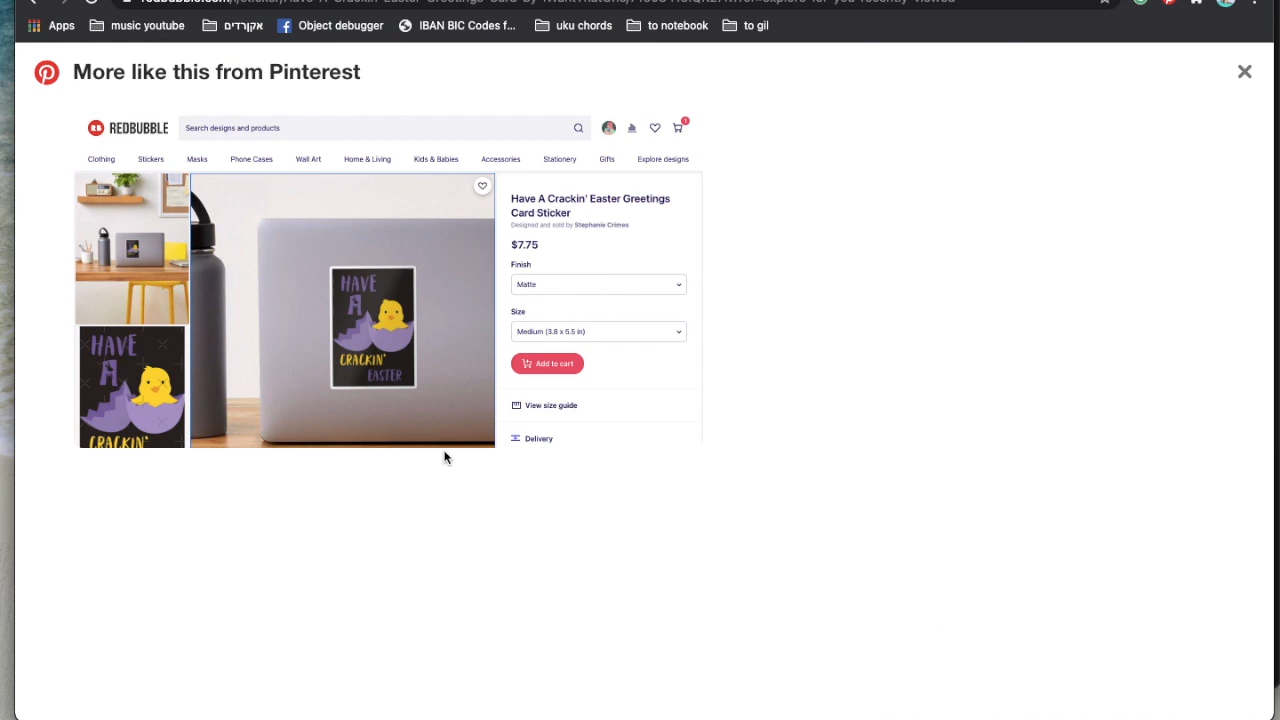 redbubble.com
Apps music youtube אקורדים Object debugger IBAN BIC Codes f... uku chords to notebook to gil
More like this from Pinterest
RB REDBUBBLE Search designs and products 1
Clothing Stickers Masks Phone Cases Wall Art Home & Living Kids & Babies Accessories Stationery Gifts Explore designs
HAVE
A
CRACKIN'
EASTER
HAVE
A
CRACKIN'
Have A Crackin' Easter Greetings
Card Sticker
Designed and sold by Stephanie Crimes
$7.75
Finish
Matte
Size
Medium (3.8 x 5.5 in)
Add to cart
View size guide
Delivery